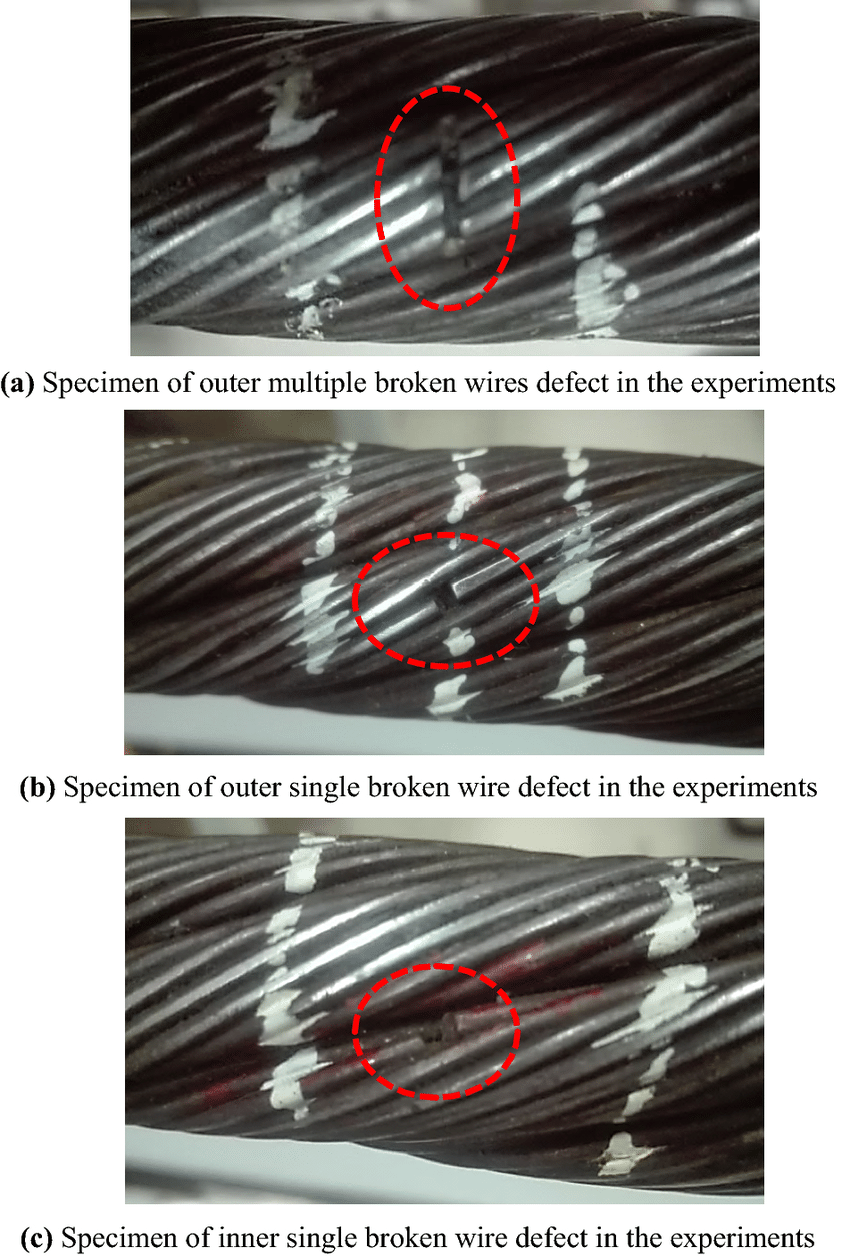 (a) Specimen of outer multiple broken wires defect in the experiments
(b) Specimen of outer single broken wire defect in the experiments
(c) Specimen of inner single broken wire defect in the experiments